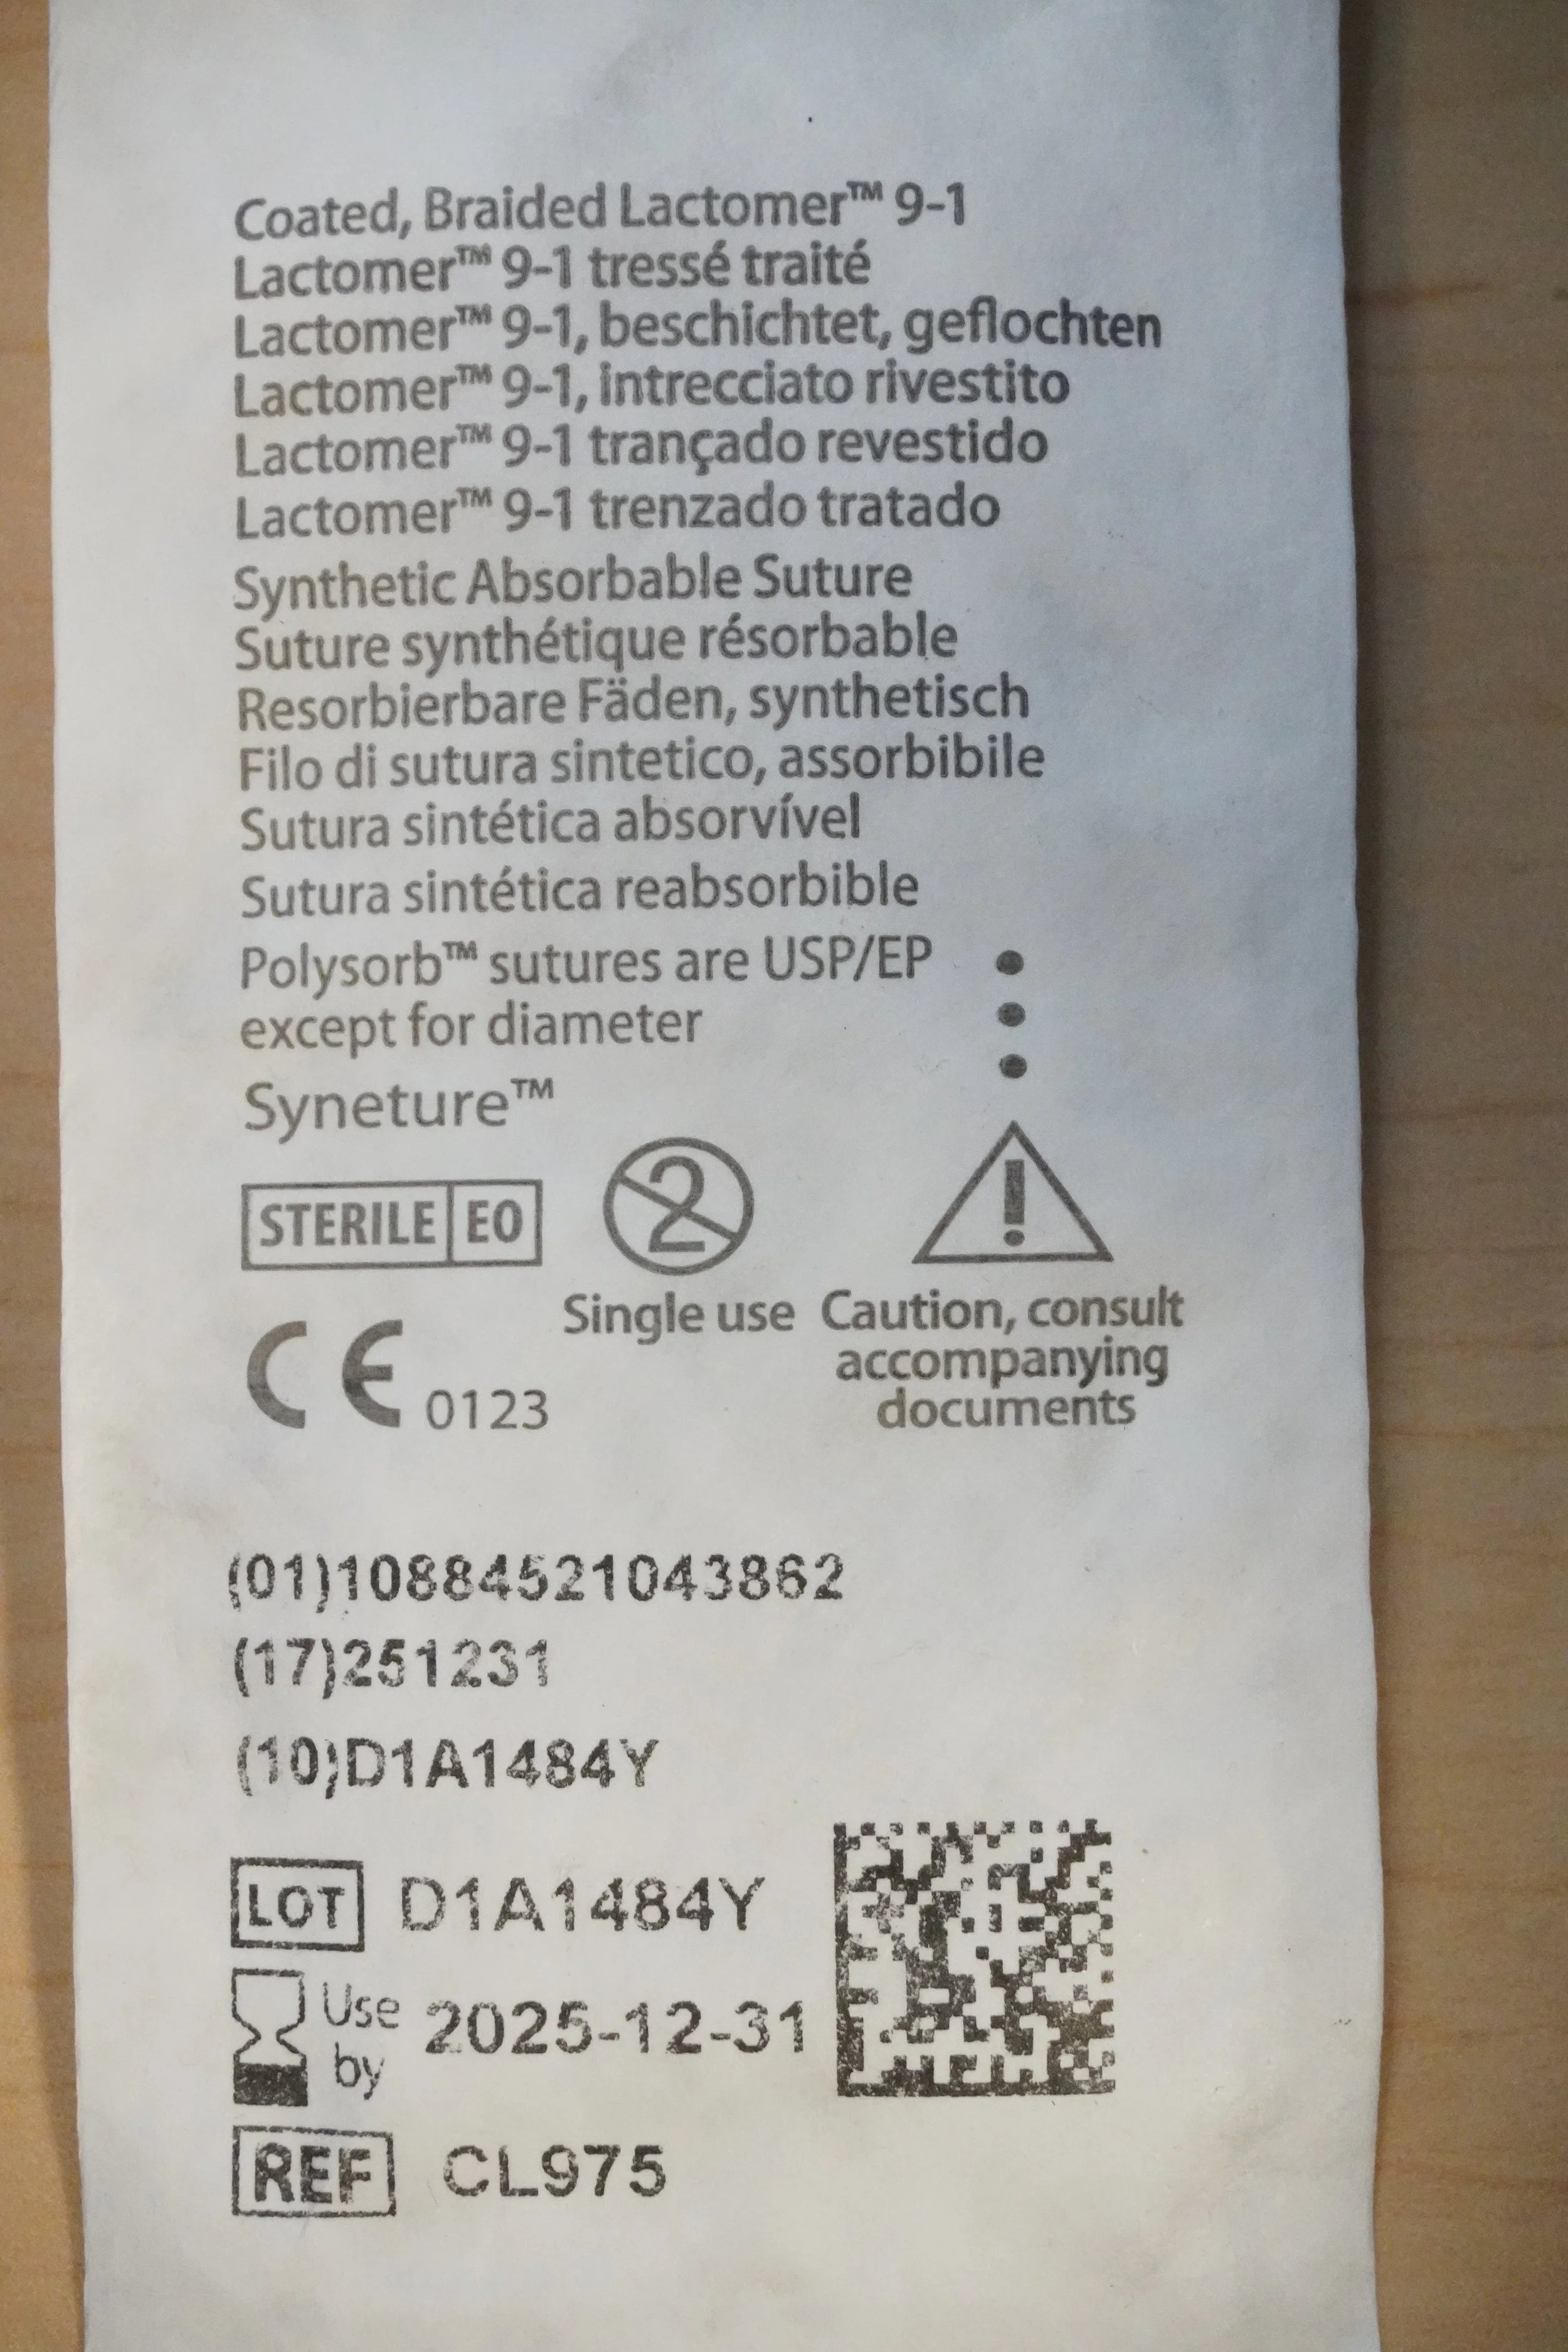 Coated, Braided Lactomer™ 9-1
Lactomer™ 9-1 tressé traité
Lactomer™ 9-1, beschichtet, geflochten
Lactomer™ 9-1, intrecciato rivestito
Lactomer™ 9-1 trançado revestido
Lactomer™ 9-1 trenzado tratado
Synthetic Absorbable Suture
Suture synthétique résorbable
Resorbierbare Fäden, synthetisch
Filo di sutura sintetico, assorbibile
Sutura sintética absorvível
Sutura sintética reabsorbible
Polysorb™ sutures are USP/EP
except for diameter
Syneture™
STERILE EO
2
!
Single use
Caution, consult
accompanying
documents
CE 0123
(01)10884521043862
(17)251231
(10)D1A1484Y
LOT D1A1484Y
Use by 2025-12-31
REF CL975